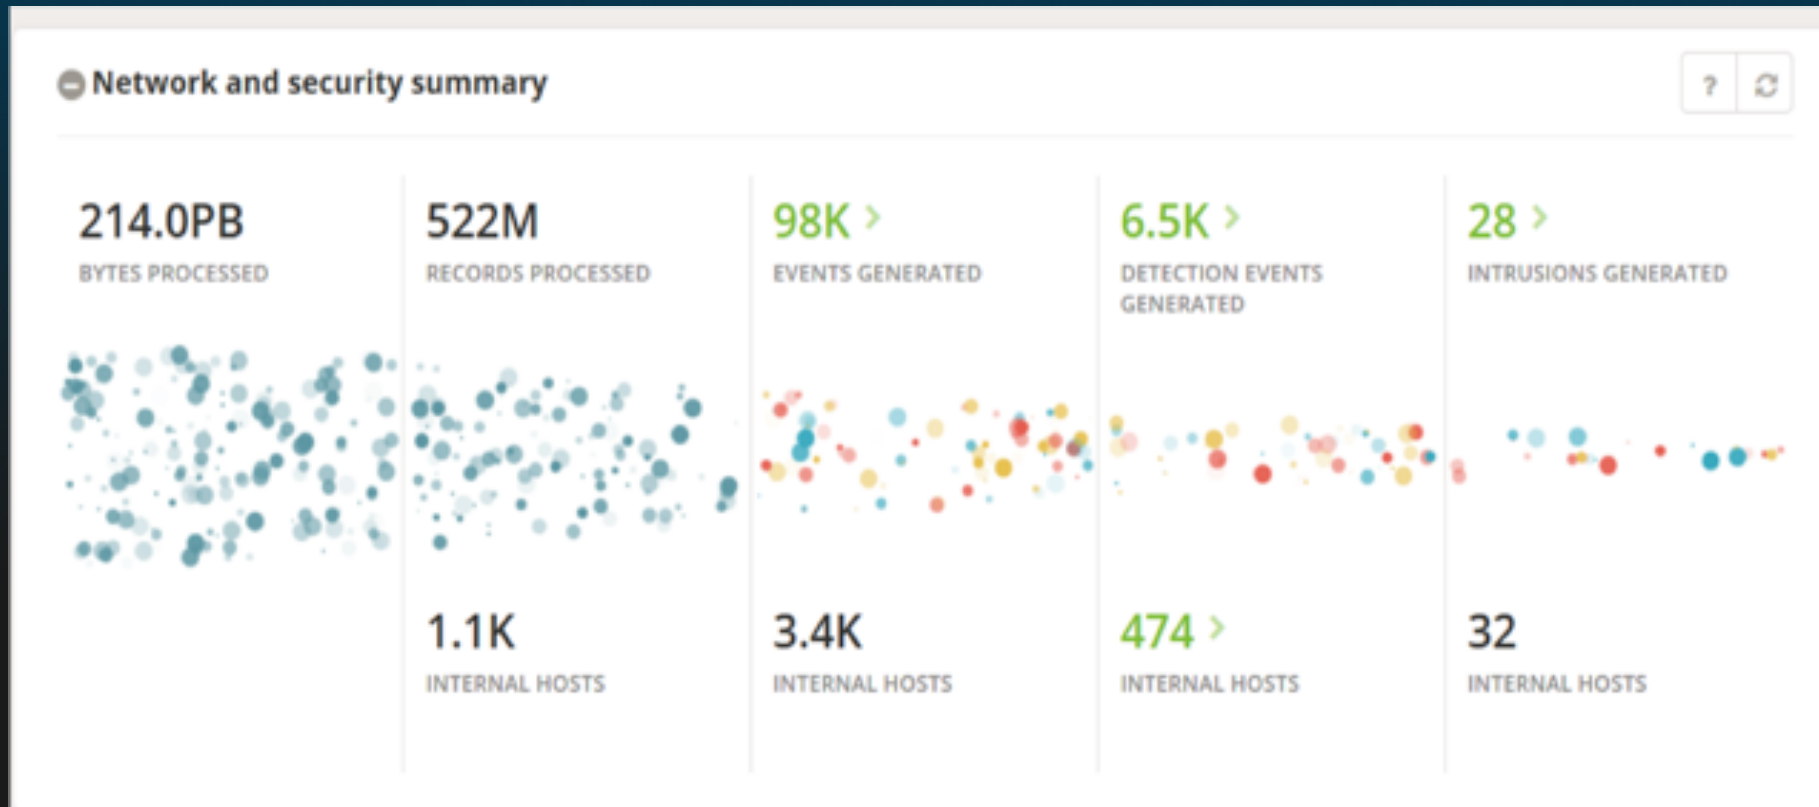 Network and security summary
?
214.0PB
BYTES PROCESSED
522M
RECORDS PROCESSED
98K >
EVENTS GENERATED
6.5K >
DETECTION EVENTS
GENERATED
28 >
INTRUSIONS GENERATED
1.1K
INTERNAL HOSTS
3.4K
INTERNAL HOSTS
474 >
INTERNAL HOSTS
32
INTERNAL HOSTS